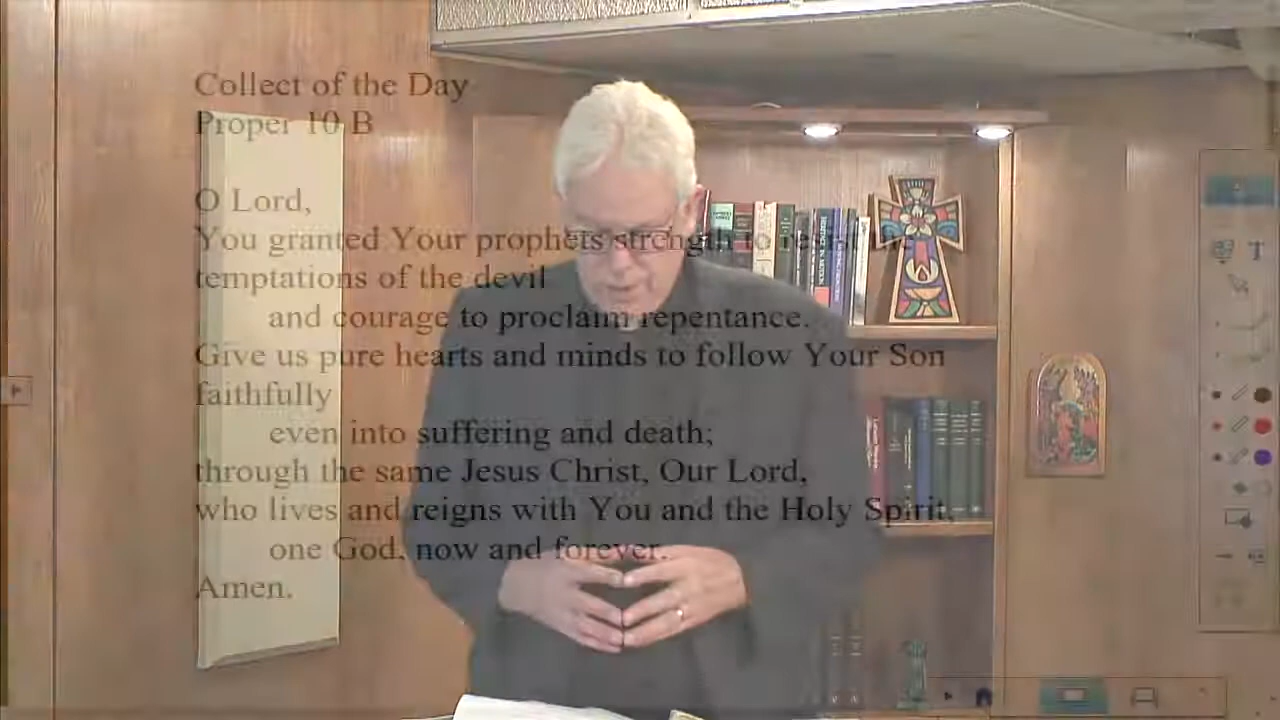 Collect of the Day
Proper 10 B
O Lord,
You granted Your prophets strength to
temptations of the devil
and courage to proclaim repentance.
Give us pure hearts and minds to follow Your Son
faithfully
even into suffering and death;
through the same Jesus Christ, Our Lord,
who lives and reigns with You and the Holy Spirit,
one God, now and forever.
Amen.
T